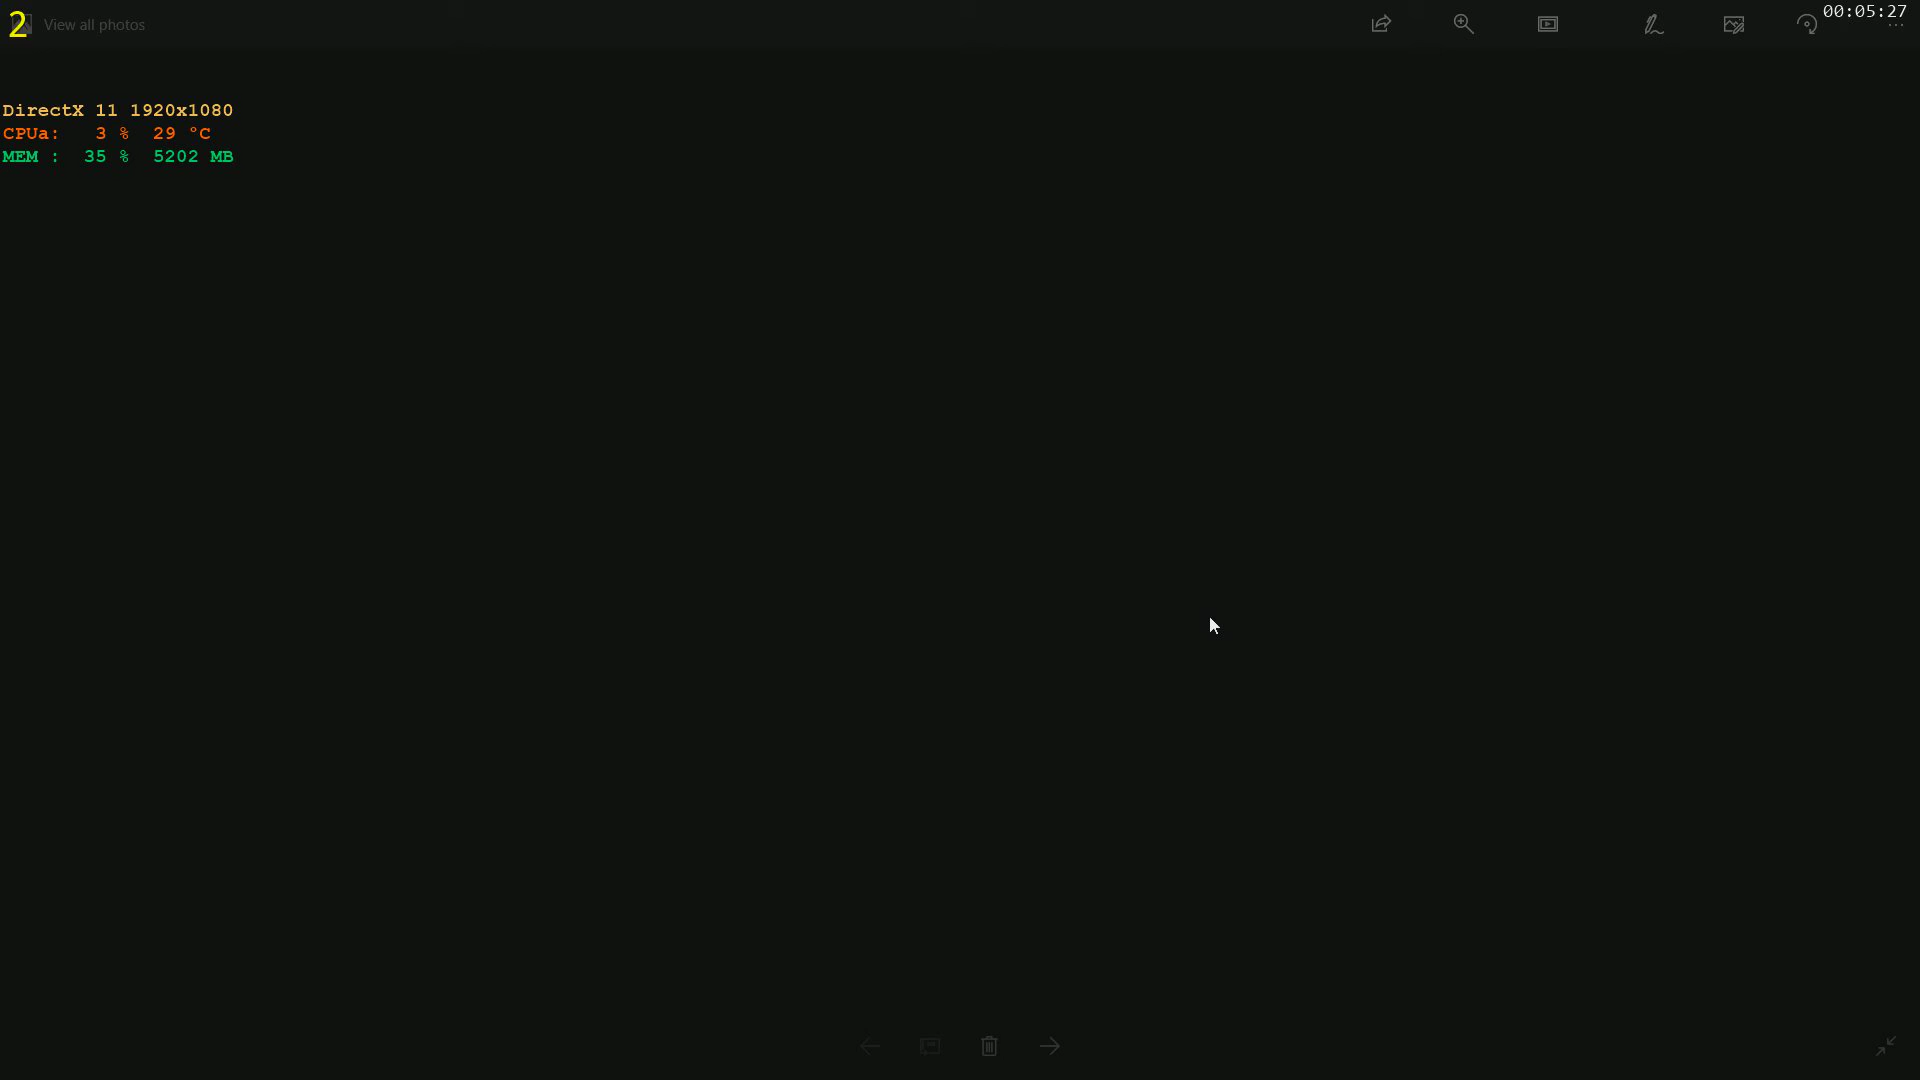 2
View all photos
00:05:27
DirectX 11 1920x1080
CPUa: 3 % 29 °C
MEM : 35 % 5202 MB